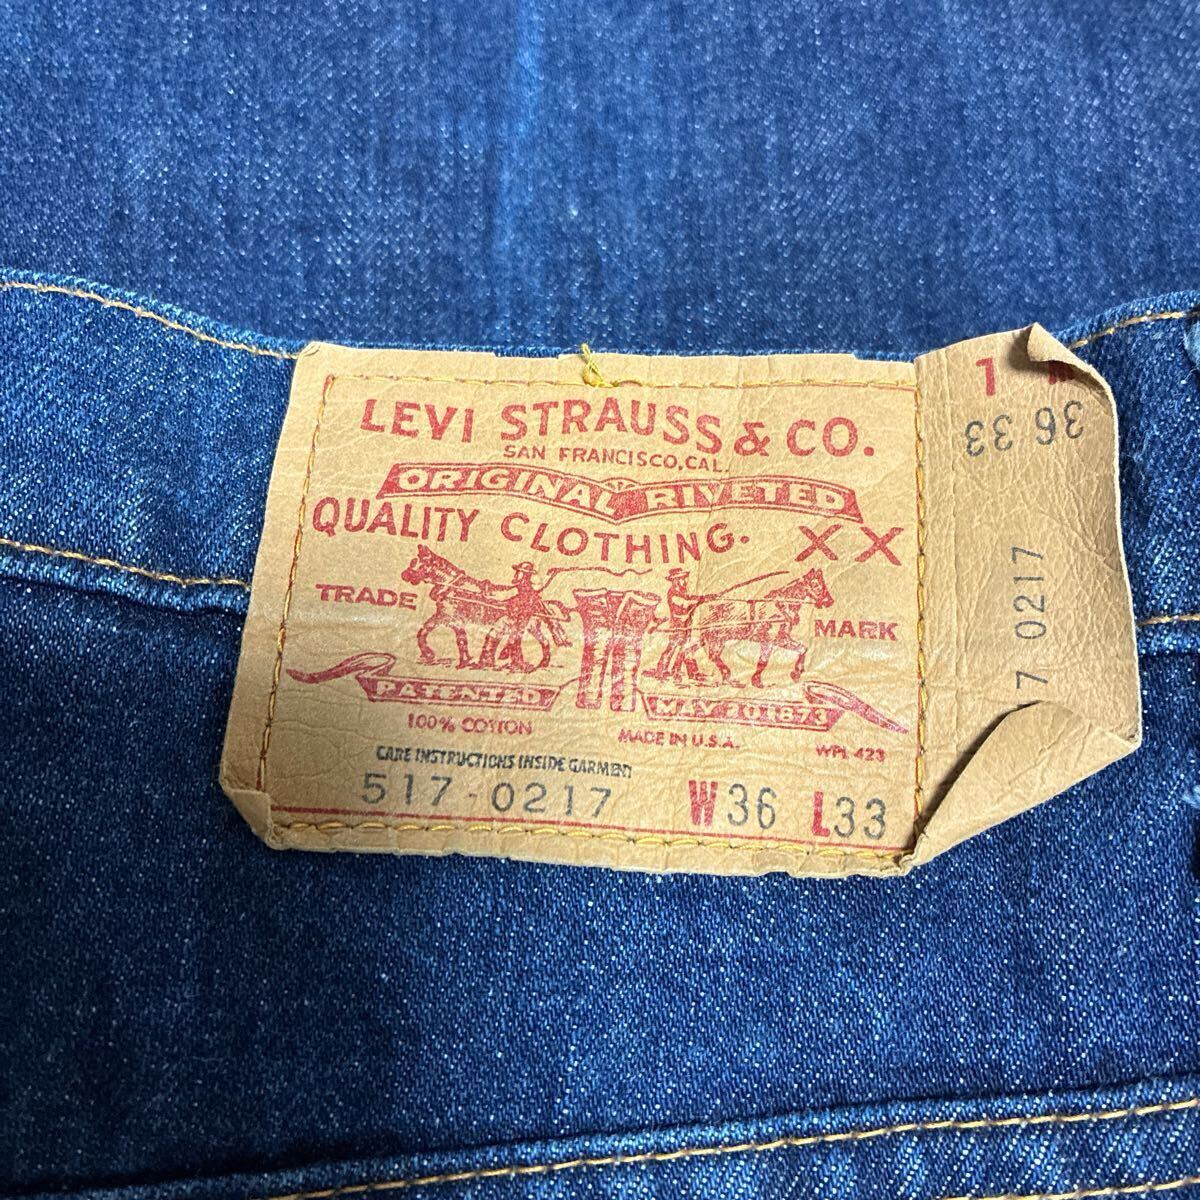 LEVI STRAUSS & CO.
SAN FRANCISCO, CAL.
ORIGINAL RIVETED
QUALITY CLOTHING. XX
TRADE MARK
PATENTED MAY 20 1873
100% COTTON MADE IN U.S.A. WPL 423
CARE INSTRUCTIONS INSIDE GARMENT
517-0217 W36 L33
L
36 33
7 0217